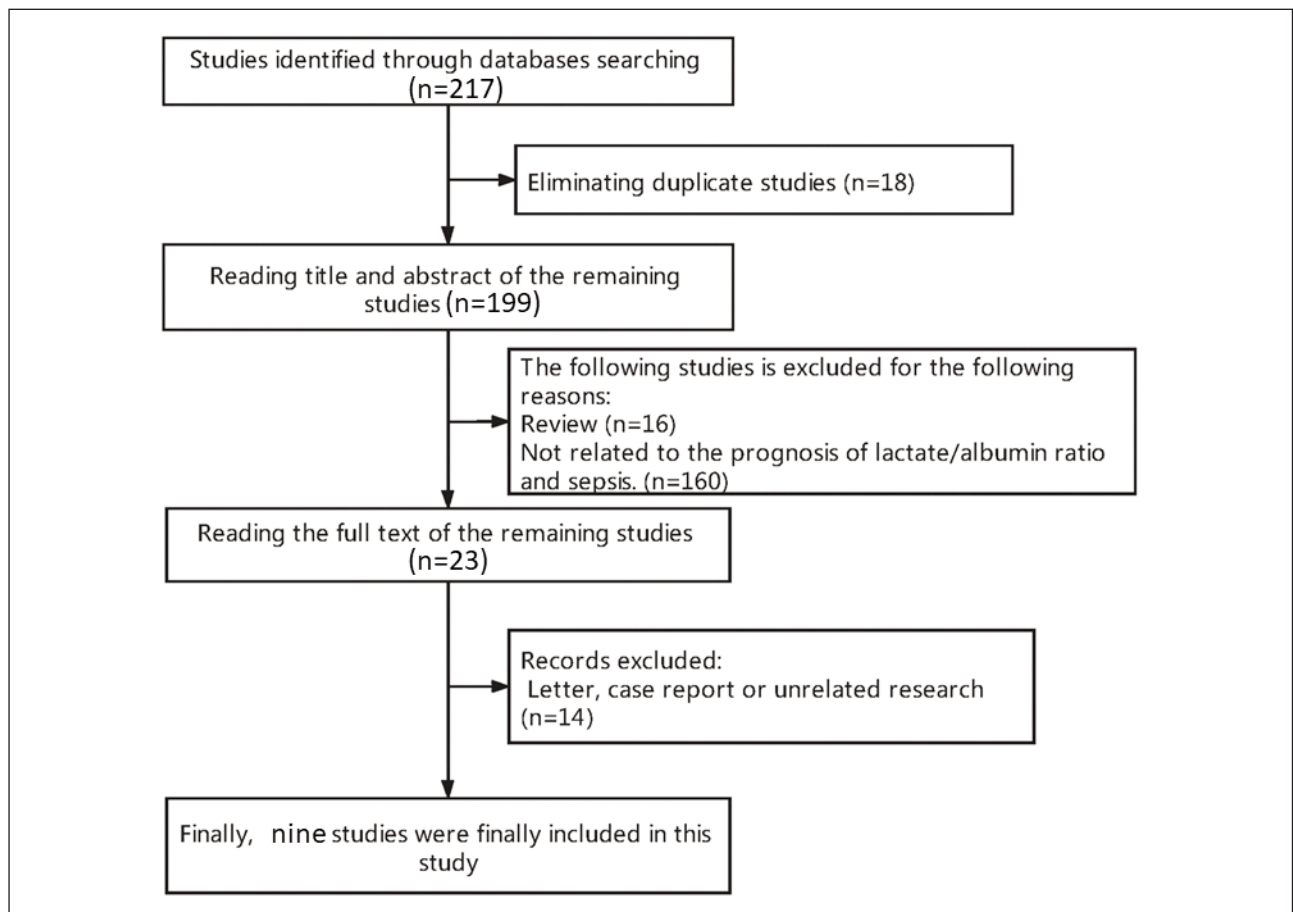 Studies identified through databases searching
(n=217)
Eliminating duplicate studies (n=18)
Reading title and abstract of the remaining
studies (n=199)
The following studies is excluded for the following
reasons:
Review (n=16)
Not related to the prognosis of lactate/albumin ratio
and sepsis. (n=160)
Reading the full text of the remaining studies
(n=23)
Records excluded:
Letter, case report or unrelated research
(n=14)
Finally, nine studies were finally included in this
study